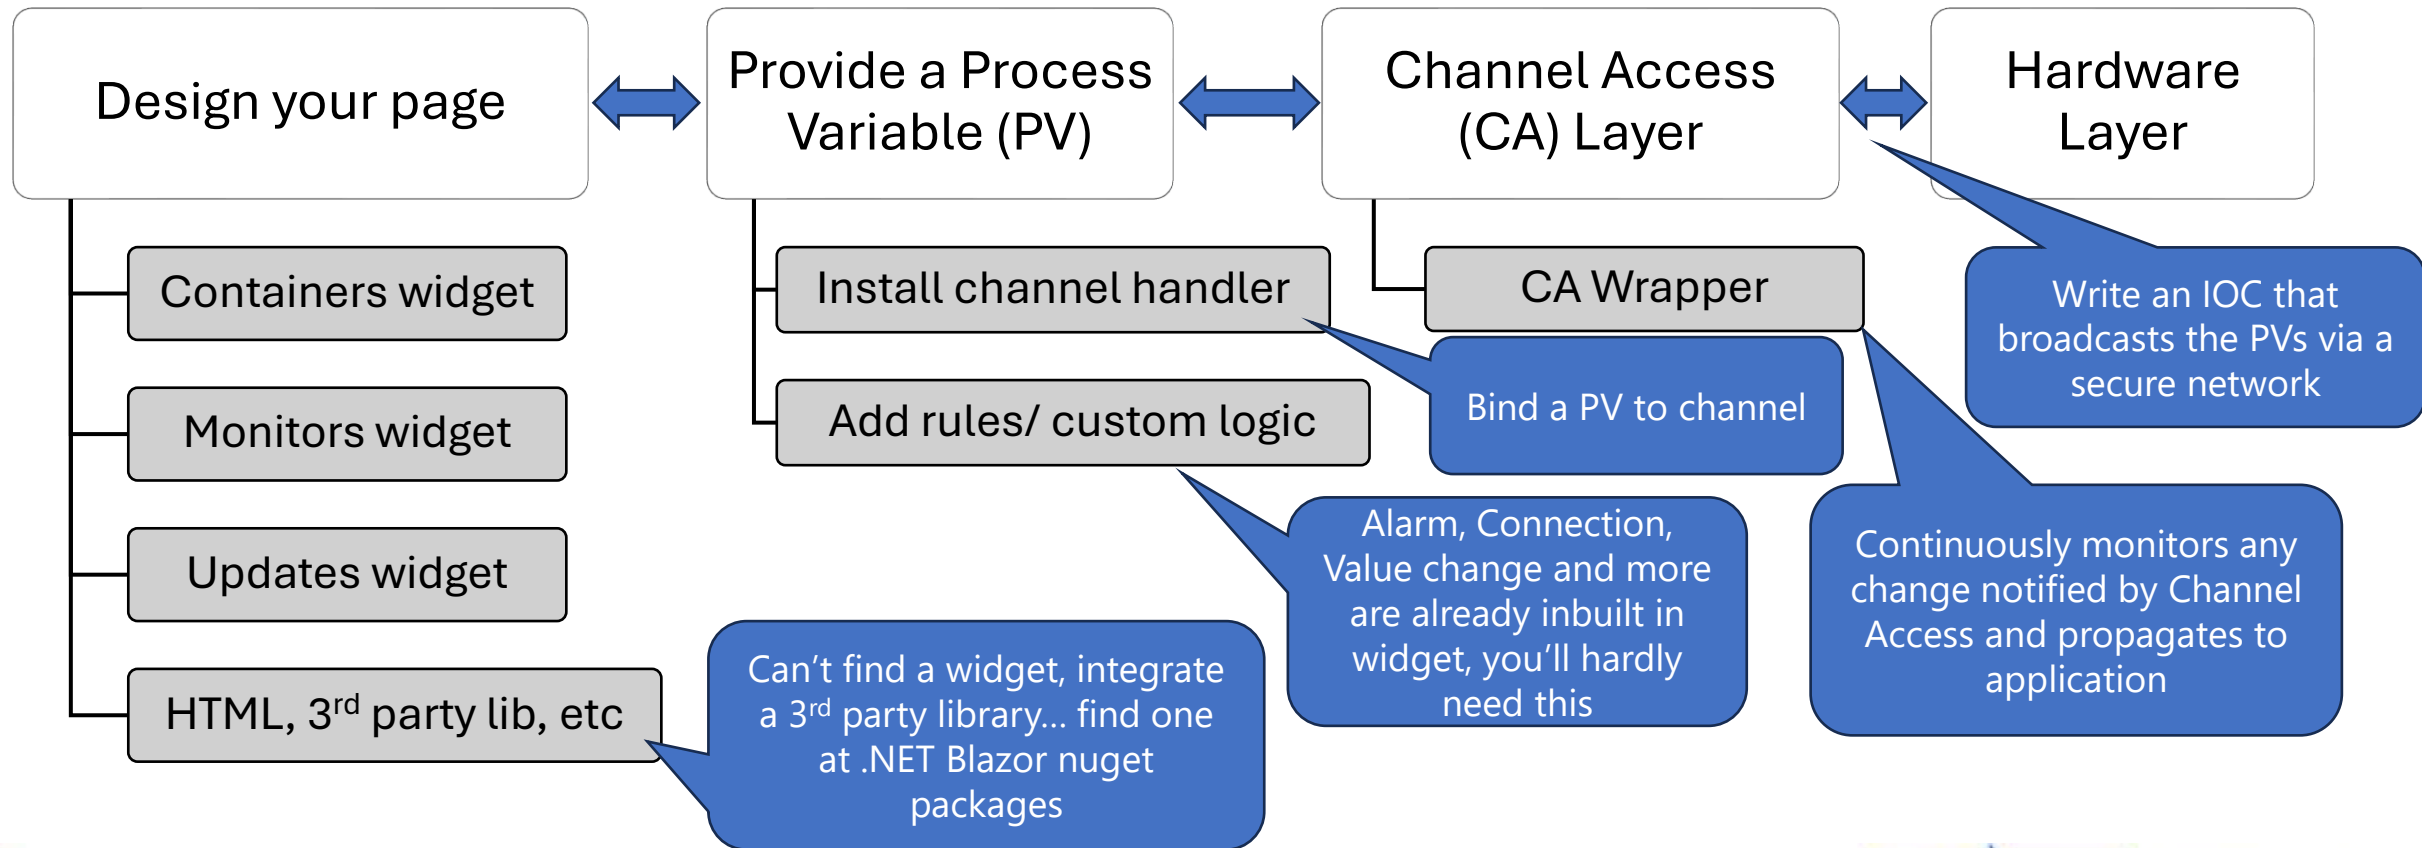 Design your page
Provide a Process
Variable (PV)
Channel Access
(CA) Layer
Hardware
Layer
Containers widget
Monitors widget
Updates widget
HTML, 3rd party lib, etc
Install channel handler
Add rules/ custom logic
CA Wrapper
Can’t find a widget, integrate
a 3rd party library... find one
at .NET Blazor nuget
packages
Bind a PV to channel
Alarm, Connection,
Value change and more
are already inbuilt in
widget, you’ll hardly
need this
Write an IOC that
broadcasts the PVs via a
secure network
Continuously monitors any
change notified by Channel
Access and propagates to
application